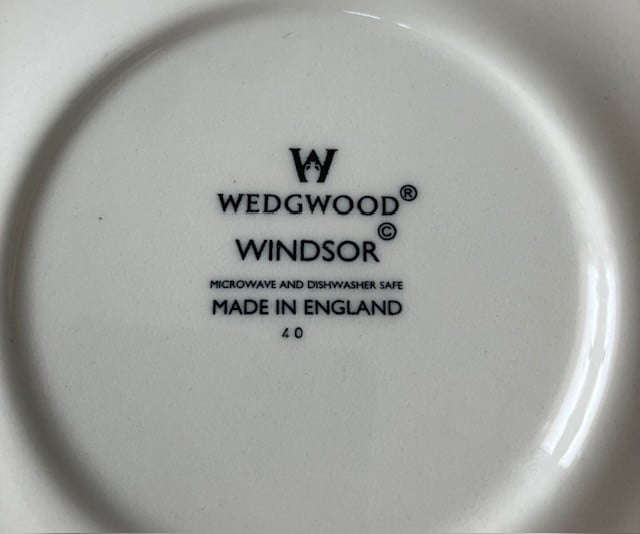 W
WEDGWOOD®
WINDSOR©
MICROWAVE AND DISHWASHER SAFE
MADE IN ENGLAND
40